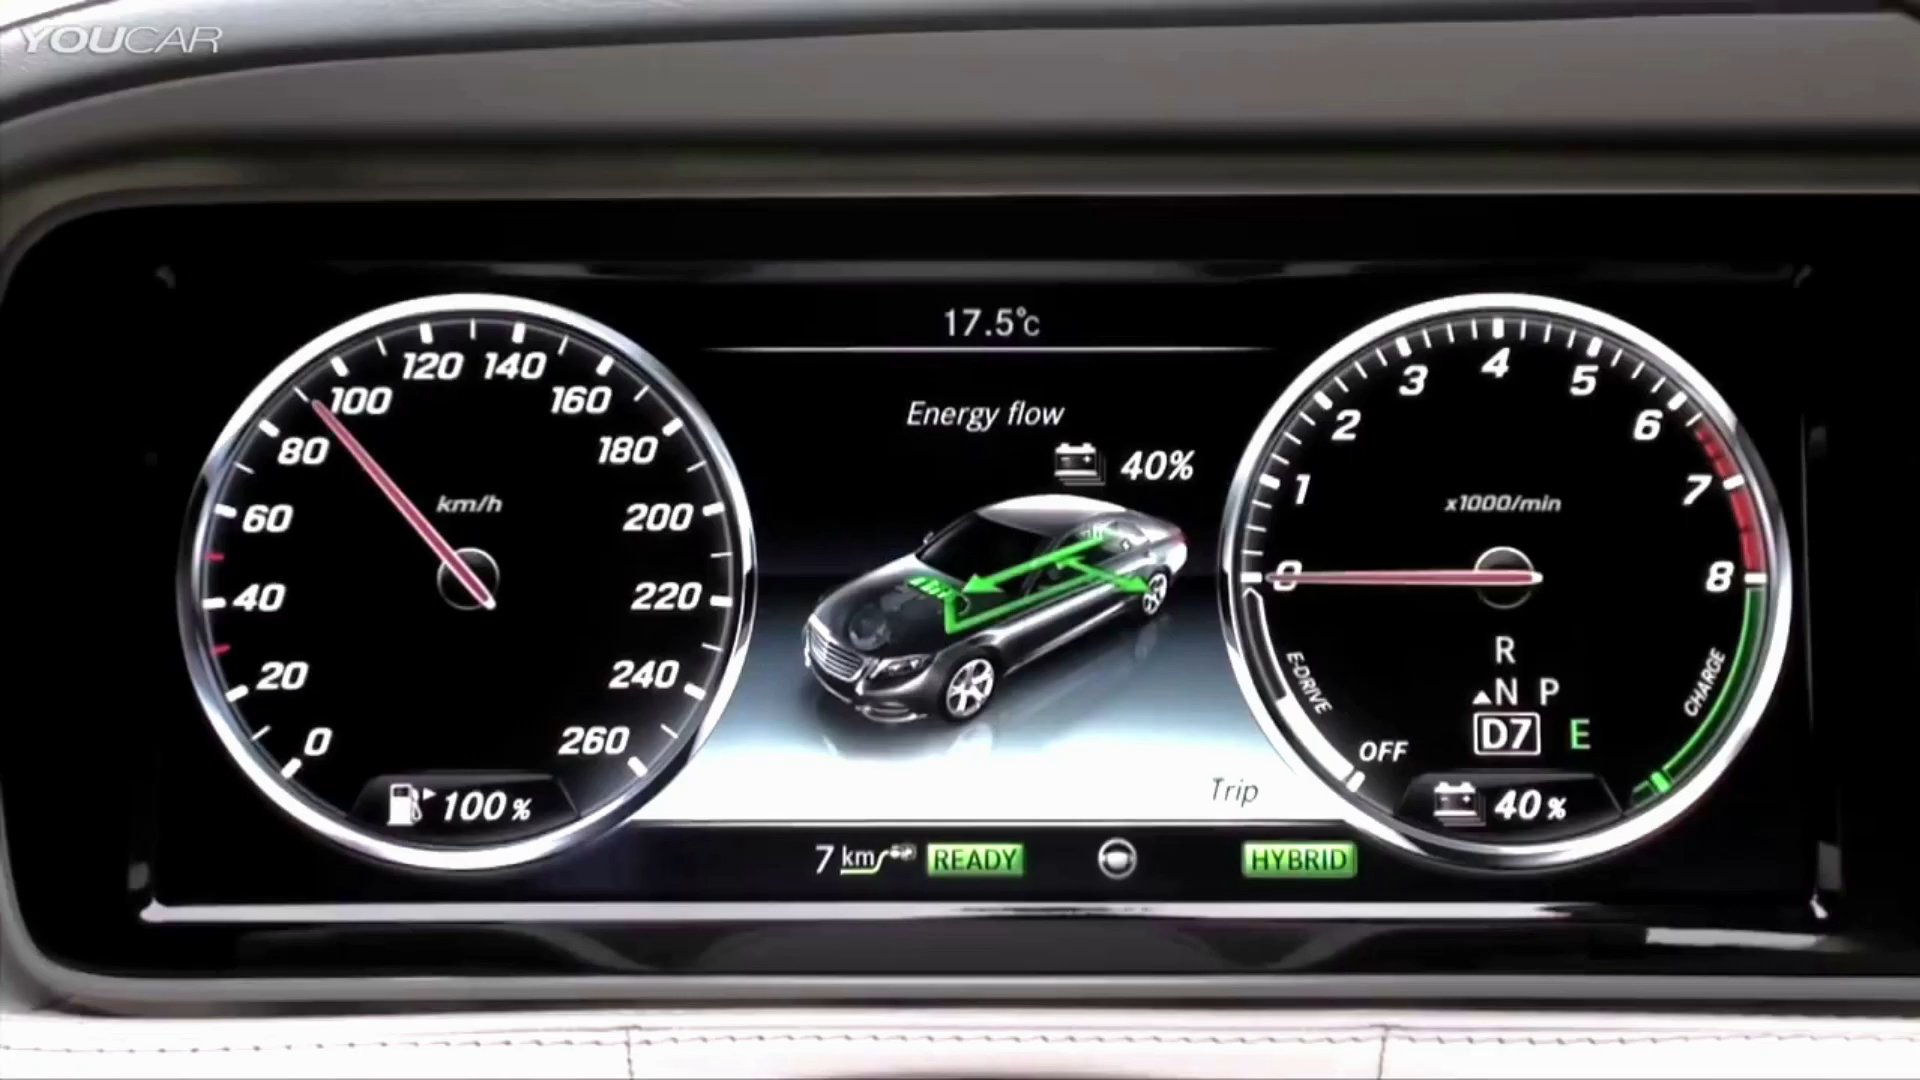 YOUCAR
17.5°C
Energy flow
40%
km/h
0
20
40
60
80
100
120
140
160
180
200
220
240
260
100%
x1000/min
0
1
2
3
4
5
6
7
8
E-DRIVE
OFF
CHARGE
R
N P
D7 E
40%
Trip
7 km READY HYBRID